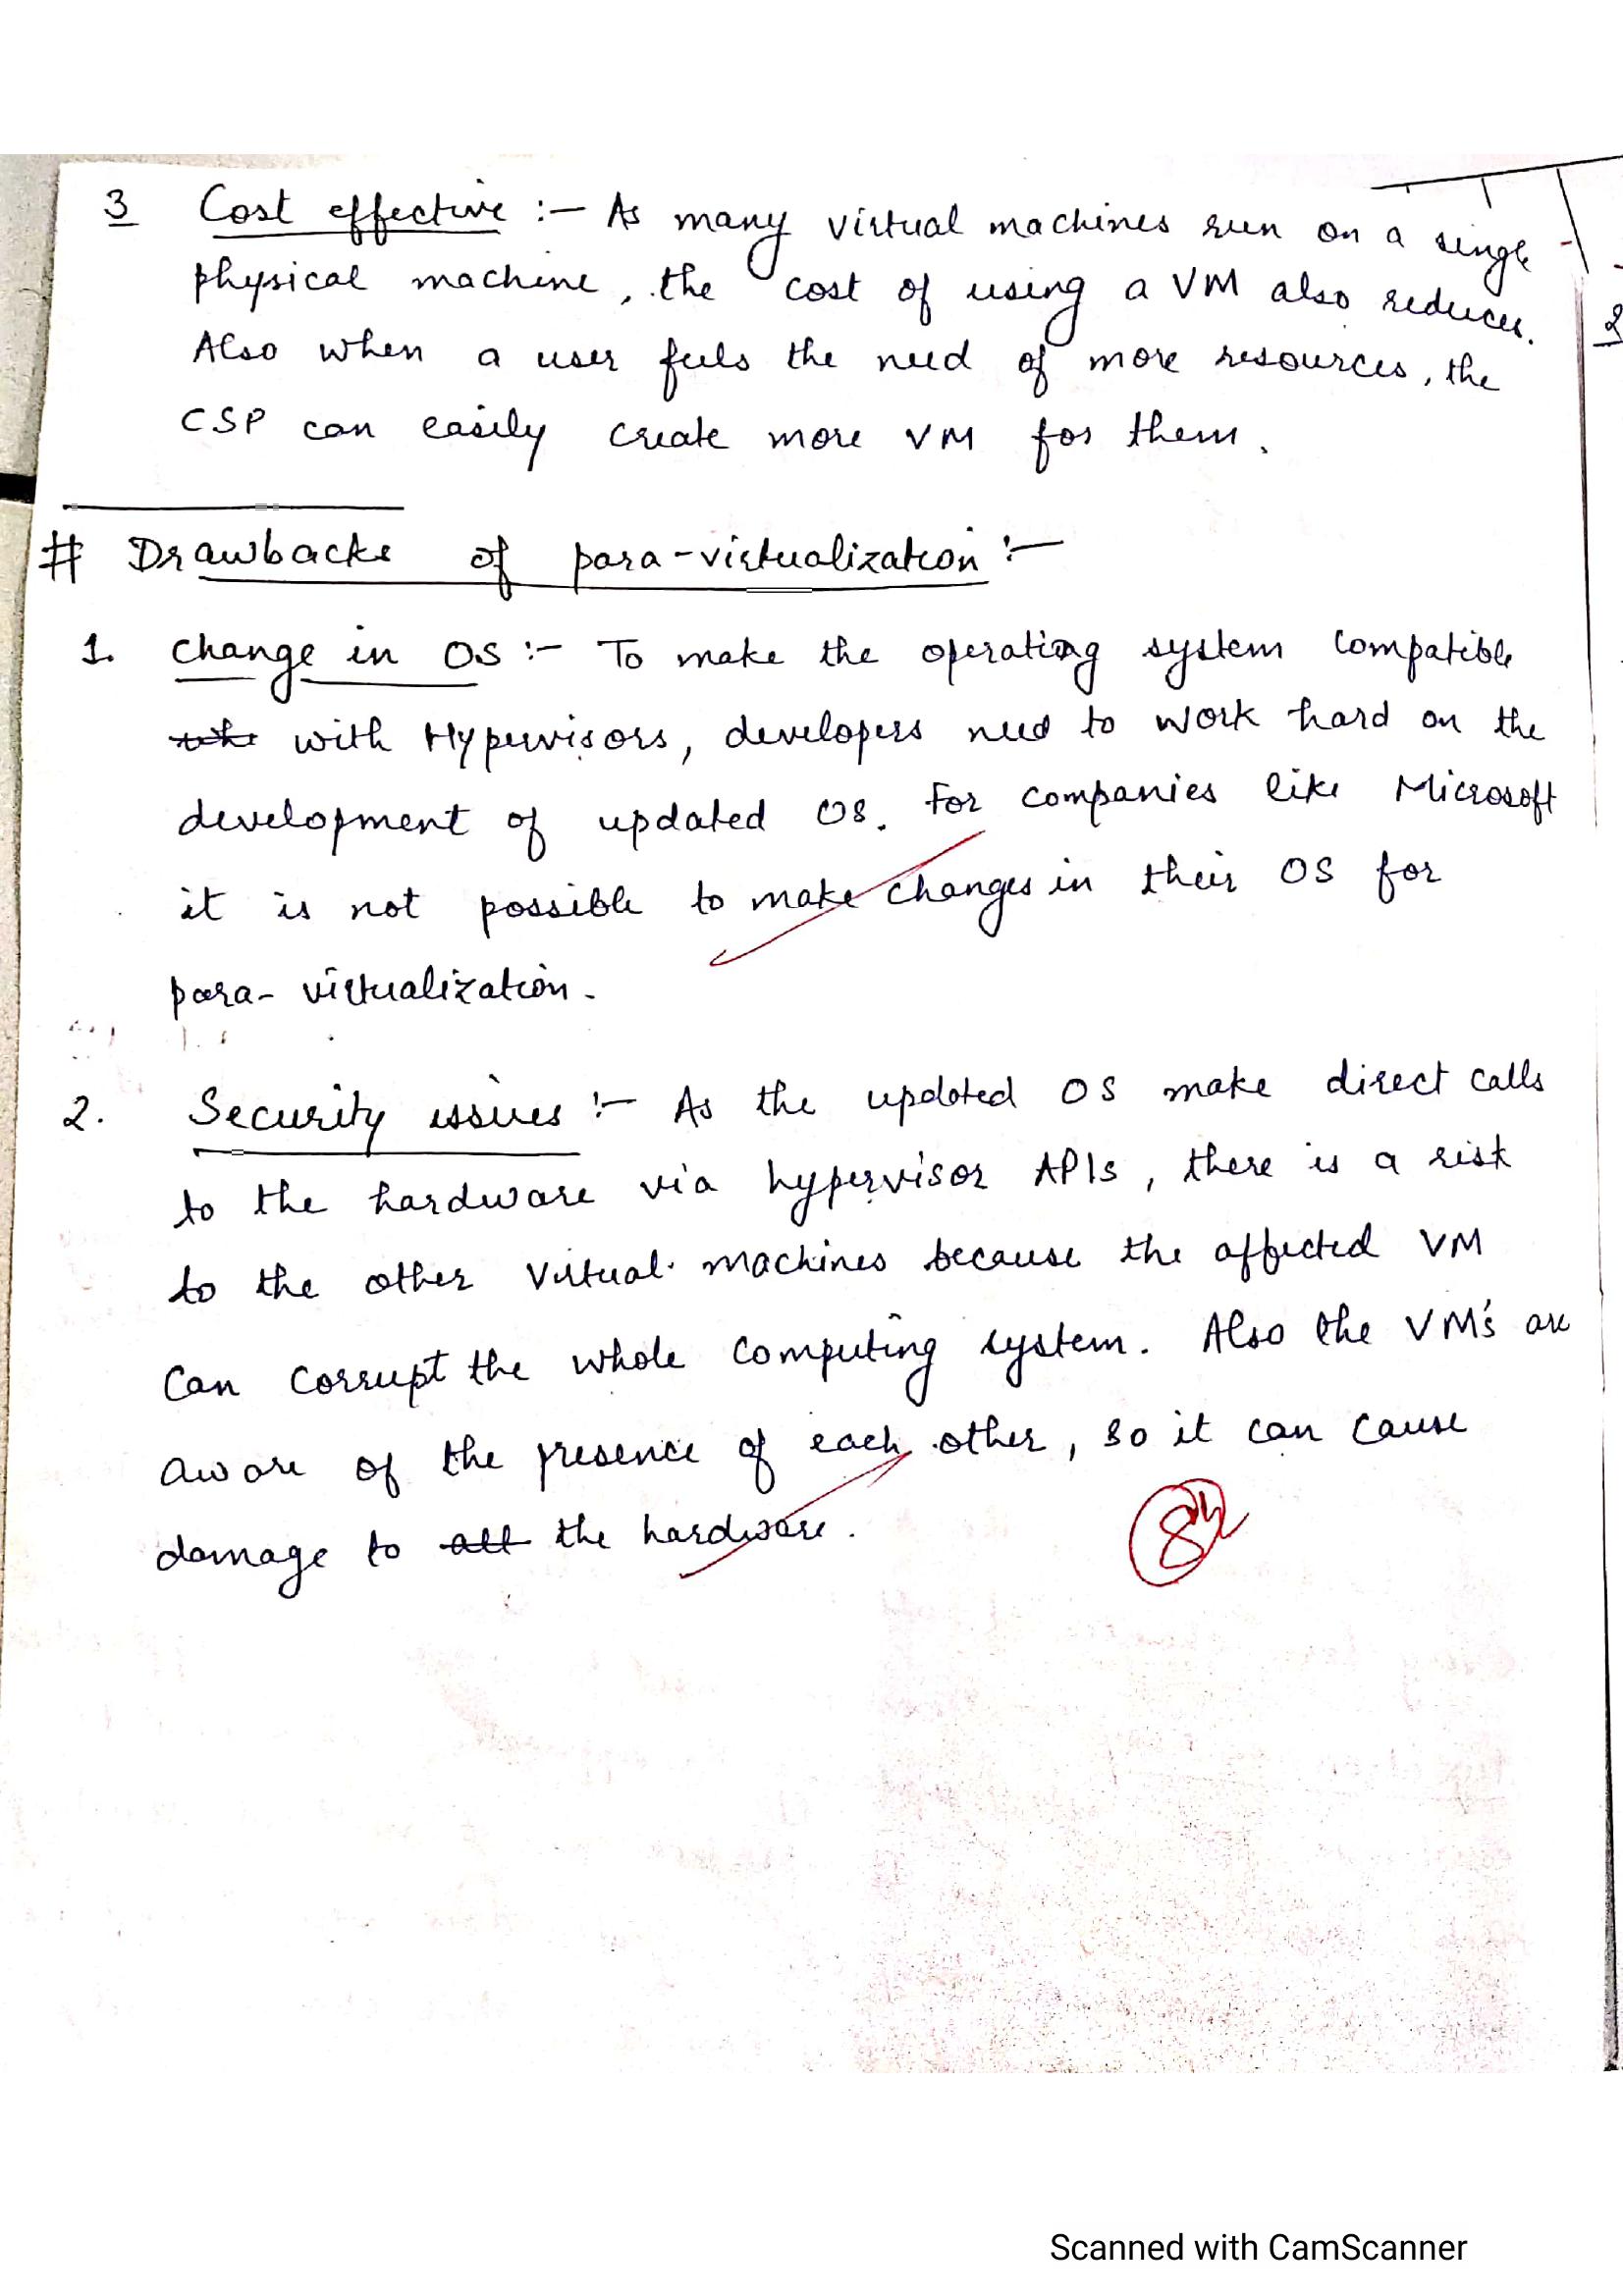 3 Cost effective :- As many virtual machines run on a single
physical machine, the cost of using a VM also reduces.
Also when a user feels the need of more resources, the
CSP can easily create more VM for them.
# Drawbacks of para-virtualization :-
1. Change in OS :- To make the operating system compatible
with Hypervisors, developers need to work hard on the
development of updated OS. For companies like Microsoft
it is not possible to make changes in their OS for
para-virtualization.
2. Security issues :- As the updated OS make direct calls
to the hardware via hypervisor APIs, there is a risk
to the other Virtual machines because the affected VM
can corrupt the whole computing system. Also the VM's are
aware of the presence of each other, so it can cause
damage to all the hardware.
8
Scanned with CamScanner